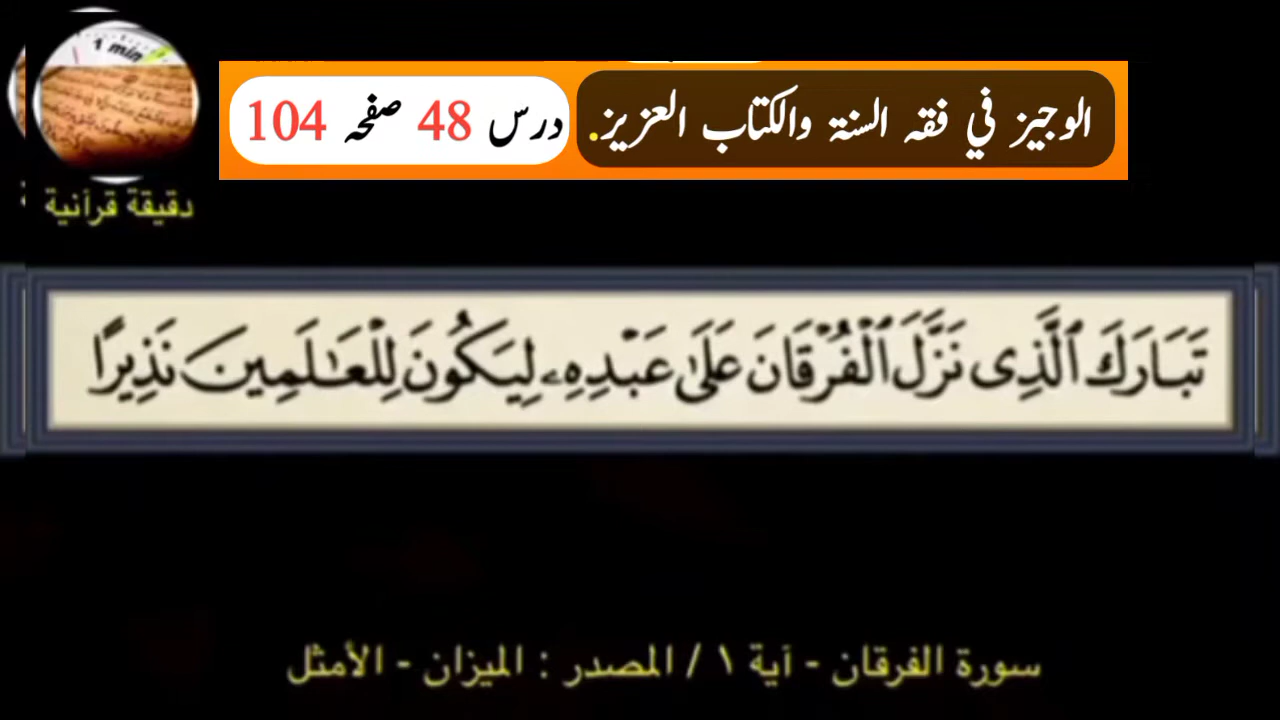 1 min
الوجيز في فقه السنة والكتاب العزيز. درس 48 صفحہ 104
دقيقة قرآنية
تَبَارَكَ ٱلَّذِى نَزَّلَ ٱلْفُرْقَانَ عَلَىٰ عَبْدِهِۦ لِيَكُونَ لِلْعَـٰلَمِينَ نَذِيرًا
سورة الفرقان - آية ١ / المصدر : الميزان - الأمثل